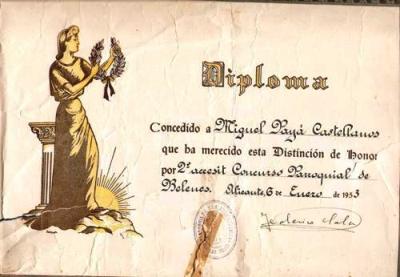 Diploma
Concedido a Miguel Payá Castellanos
que ha merecido esta Distinción de Honor
por 2º accesit Concurso Parroquial de
Belenes. Alicante, 6 de Enero de 1953